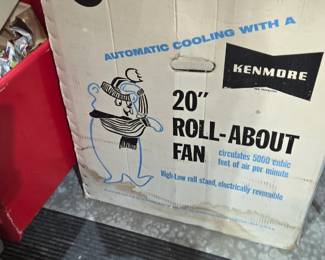 AUTOMATIC COOLING WITH A
KENMORE
20"
ROLL-ABOUT
FAN
circulates 5000 cubic
feet of air per minute
High-Low roll stand, electrically reversible